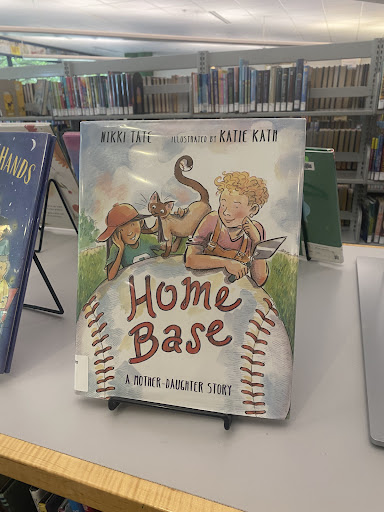 HANDS
NIKKI TATE ILLUSTRATED BY KATIE KATH
Home
Base
A MOTHER-DAUGHTER STORY